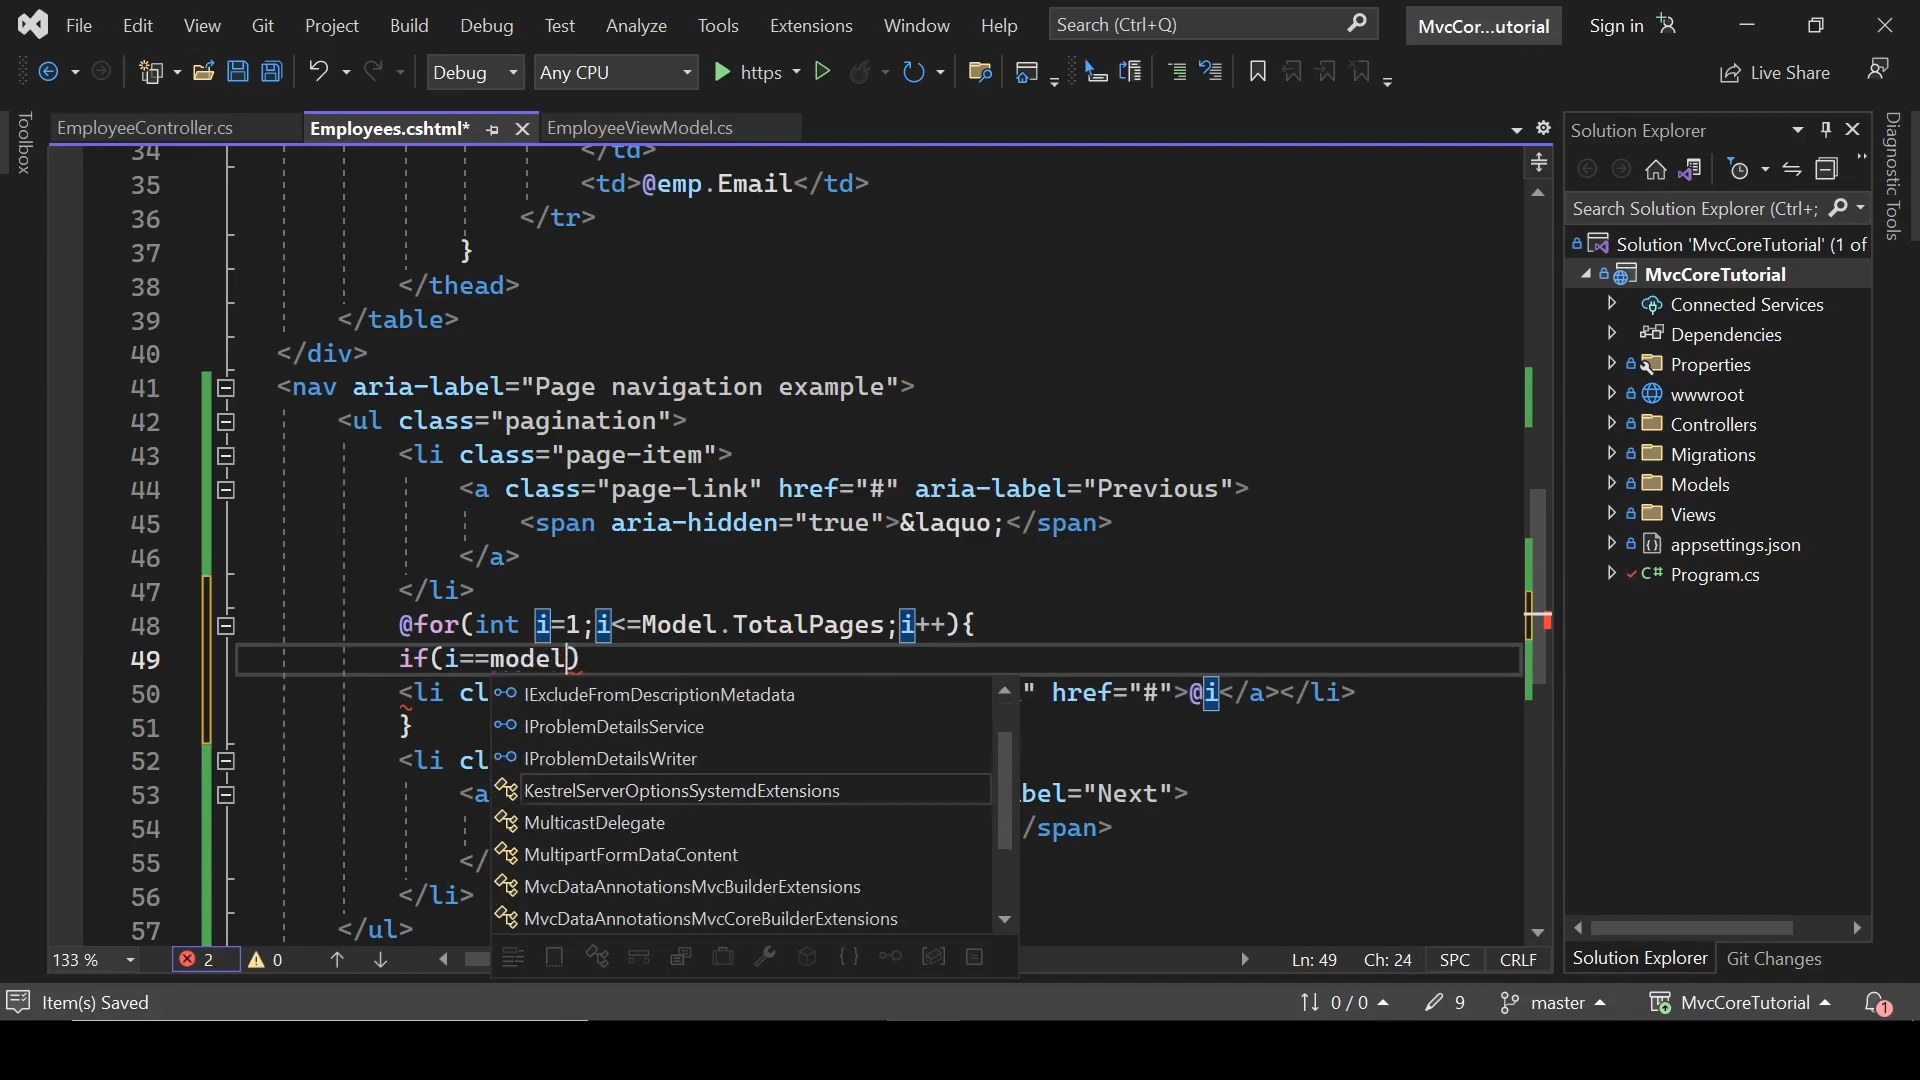 File Edit View Git Project Build Debug Test Analyze Tools Extensions Window Help Search (Ctrl+Q) MvcCor...utorial Sign in
Debug Any CPU https Live Share
Toolbox
EmployeeController.cs Employees.cshtml* EmployeeViewModel.cs
34 </td>
35 <td>@emp.Email</td>
36 </tr>
37 }
38 </thead>
39 </table>
40 </div>
41 <nav aria-label="Page navigation example">
42 <ul class="pagination">
43 <li class="page-item">
44 <a class="page-link" href="#" aria-label="Previous">
45 <span aria-hidden="true">&laquo;</span>
46 </a>
47 </li>
48 @for(int i=1;i<=Model.TotalPages;i++){
49 if(i==model)
50 <li cl " href="#">@i</a></li>
51 }
52 <li cl
53 <a bel="Next">
54 /span>
55 </
56 </li>
57 </ul>
IExcludeFromDescriptionMetadata
IProblemDetailsService
IProblemDetailsWriter
KestrelServerOptionsSystemdExtensions
MulticastDelegate
MultipartFormDataContent
MvcDataAnnotationsMvcBuilderExtensions
MvcDataAnnotationsMvcCoreBuilderExtensions
133 % 2 0 Ln: 49 Ch: 24 SPC CRLF
Solution Explorer
Search Solution Explorer (Ctrl+;
Solution 'MvcCoreTutorial' (1 of
MvcCoreTutorial
Connected Services
Dependencies
Properties
wwwroot
Controllers
Migrations
Models
Views
appsettings.json
C# Program.cs
Solution Explorer Git Changes
Diagnostic Tools
Item(s) Saved 0 / 0 9 master MvcCoreTutorial 1